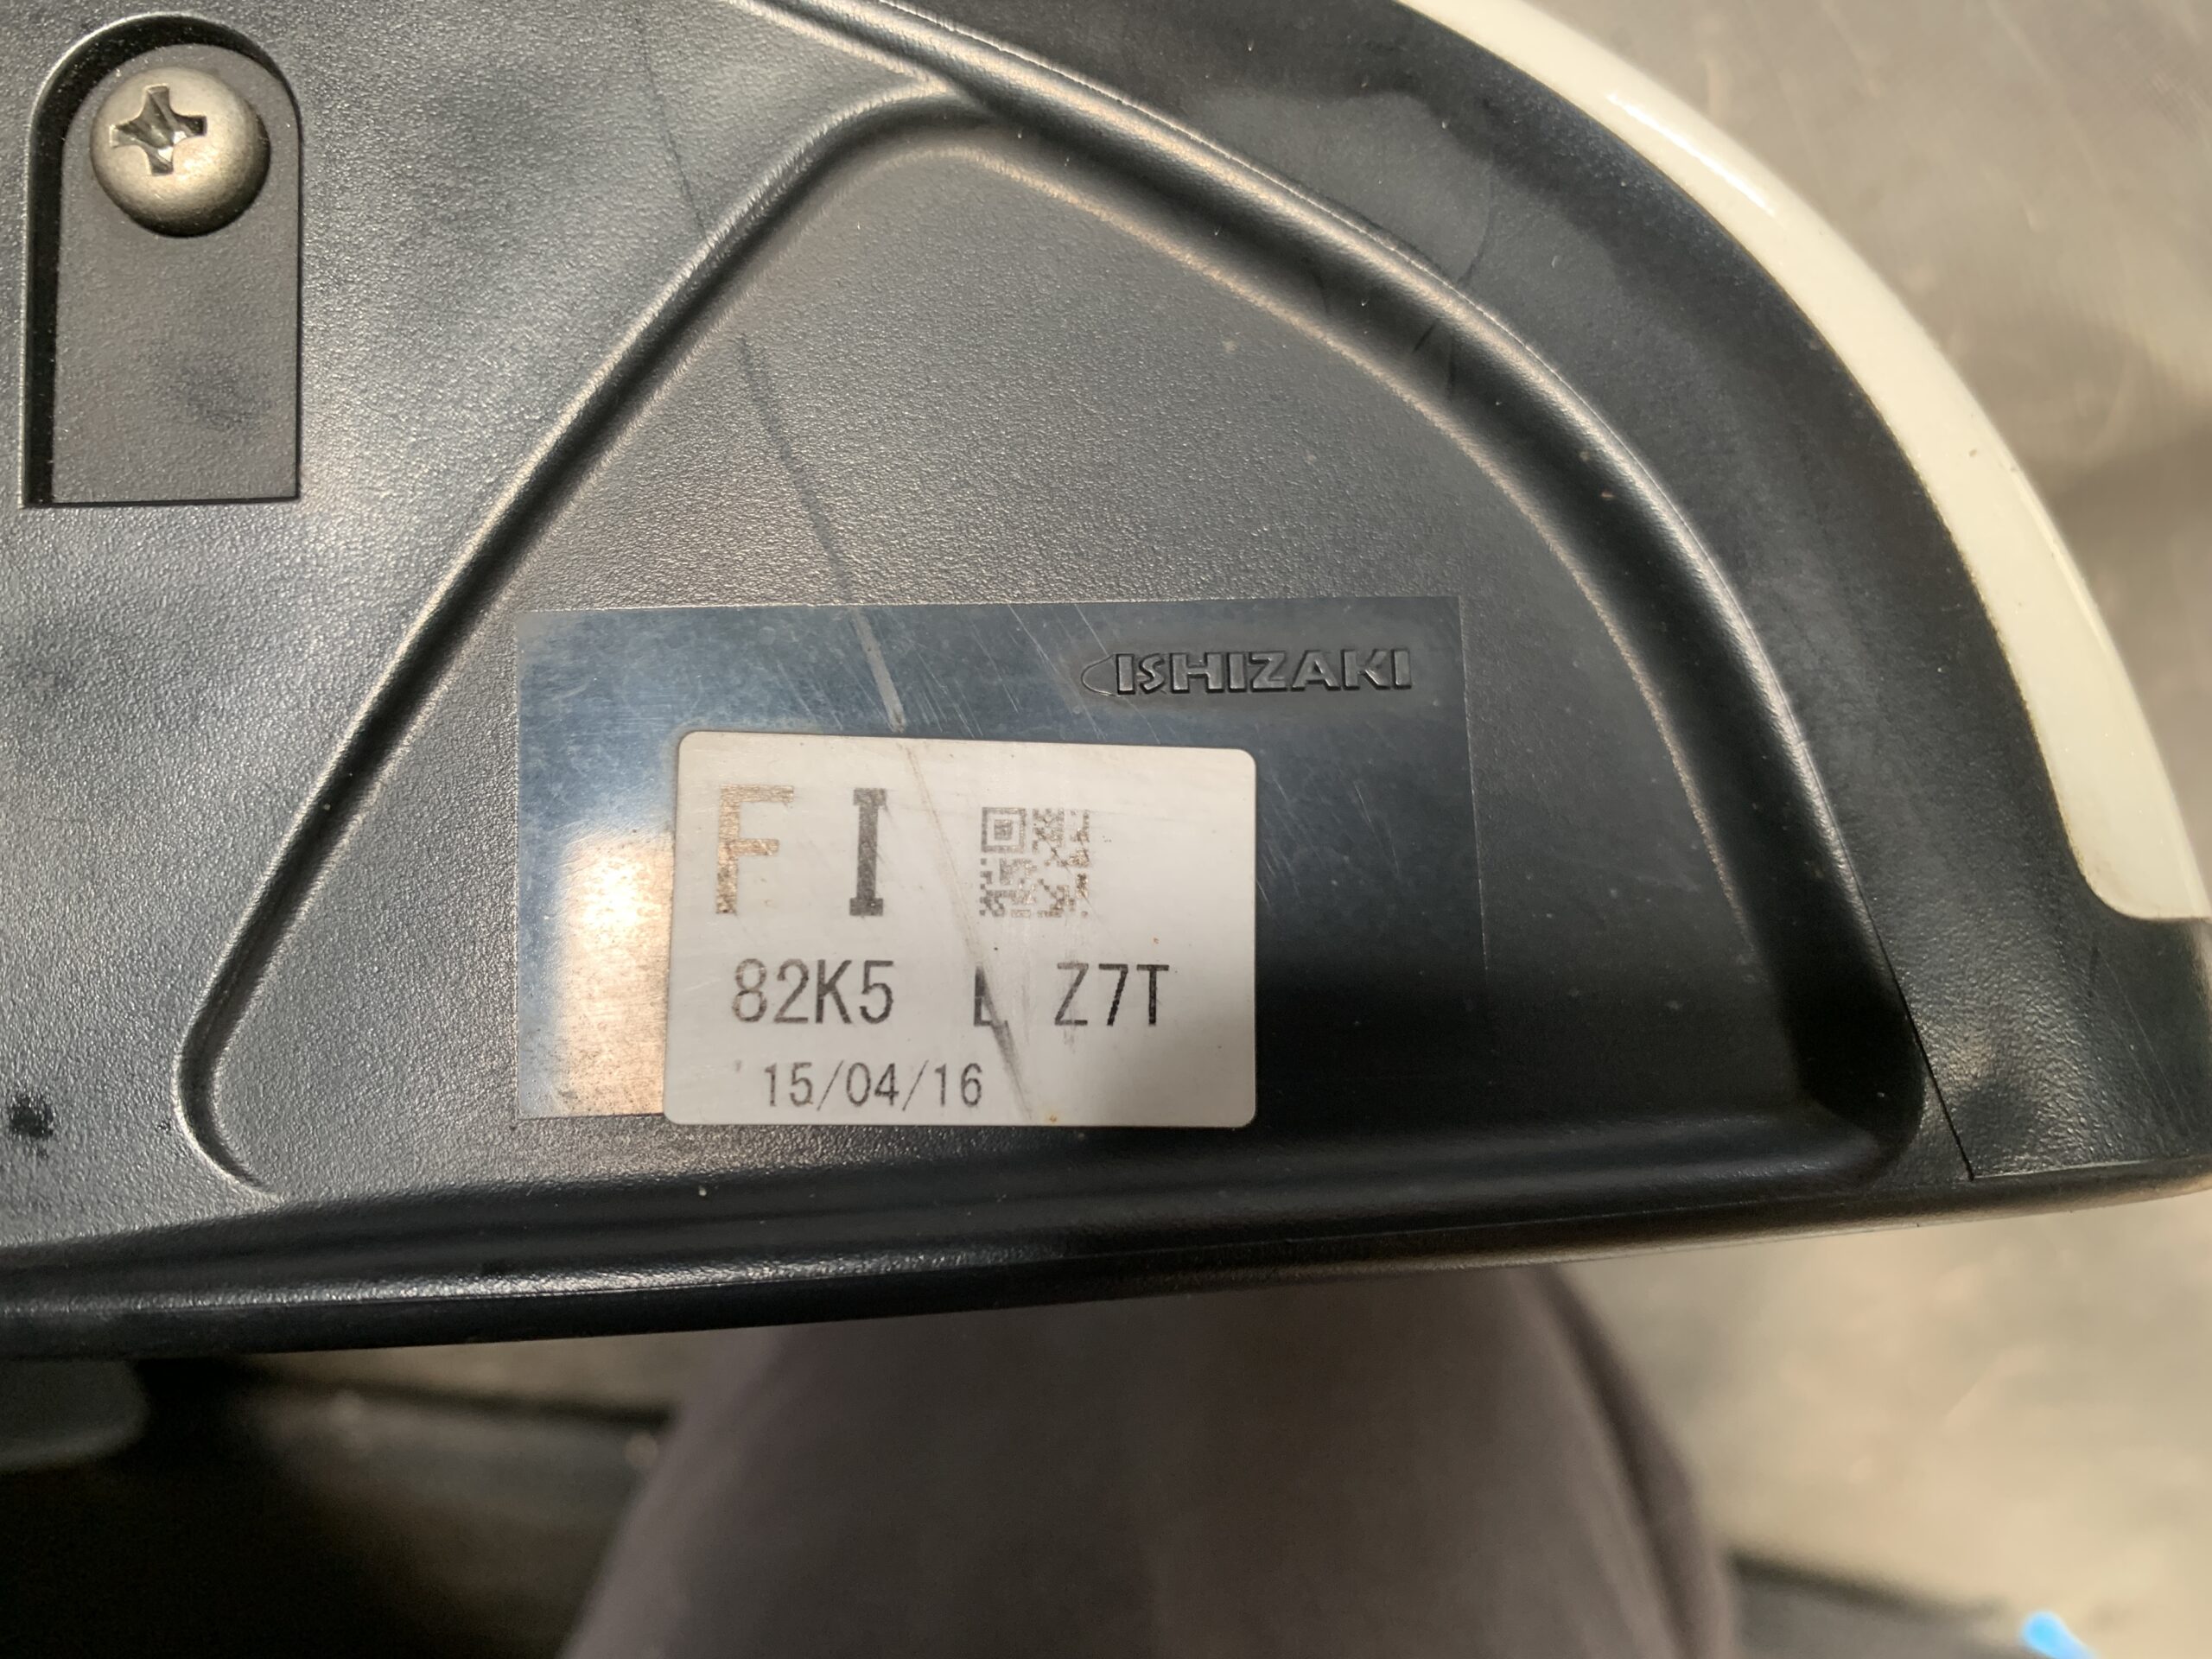 ISHIZAKI
F I
82K5 L Z7T
'15/04/16